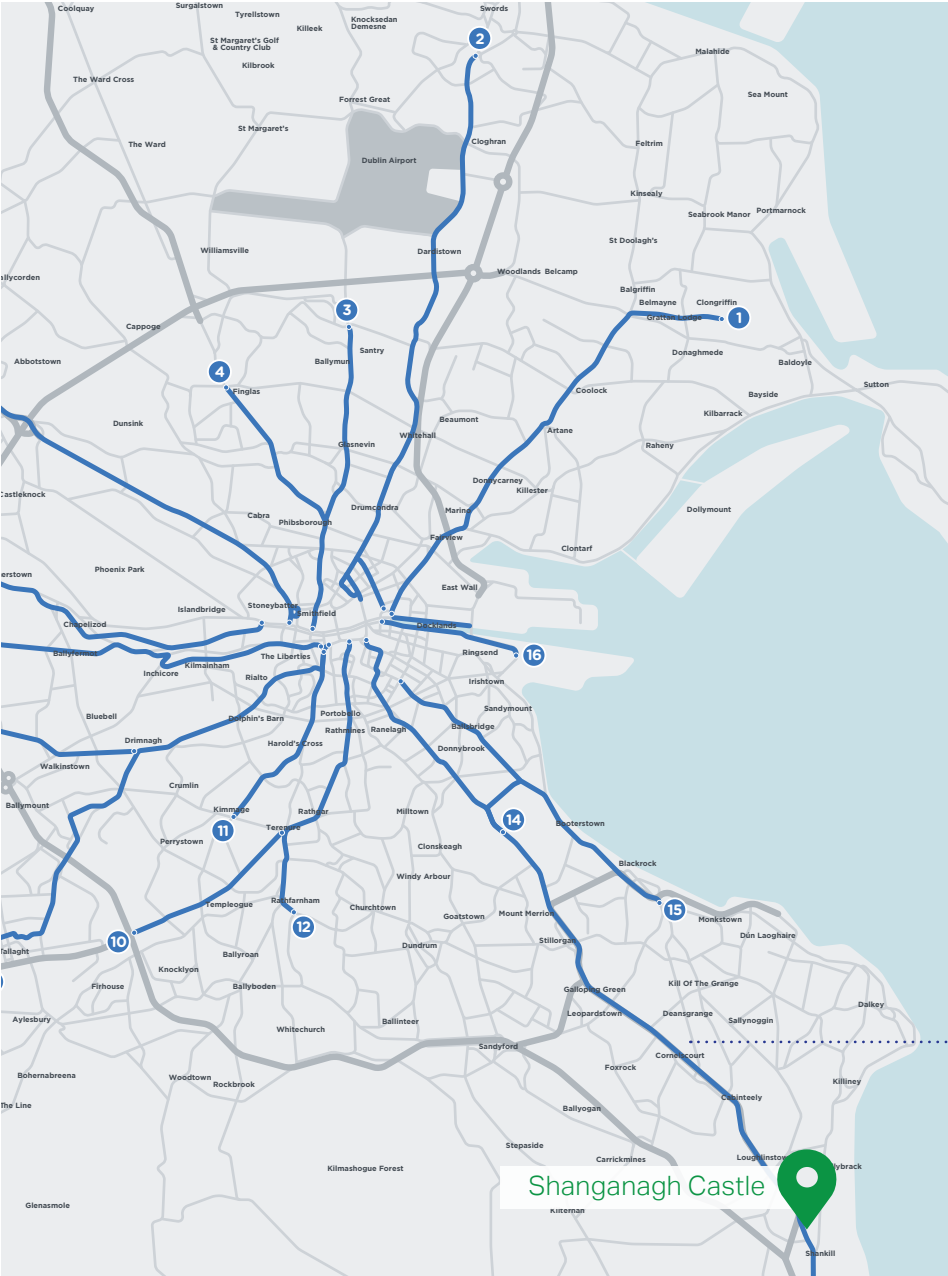 Coolquay
Surgalstown
Tyrellstown
Killeek
Knocksedan
Demesne
Swords
St Margaret's Golf
& Country Club
Kilbrook
2
Malahide
The Ward Cross
Forrest Great
Sea Mount
St Margaret's
The Ward
Cloghran
Feltrim
Dublin Airport
Kinsealy
Seabrook Manor
Portmarnock
St Doolagh's
Williamsville
Dardistown
Woodlands
Belcamp
allycorden
Balgriffin
Belmayne
Clongriffin
Grattan Lodge
1
3
Cappoge
Santry
Ballymun
Donaghmede
Abbotstown
Baldoyle
4
Finglas
Coolock
Bayside
Sutton
Kilbarrack
Dunsink
Beaumont
Artane
Whitehall
Glasnevin
Raheny
Donnycarney
Killester
Castleknock
Drumcondra
Marino
Dollymount
Cabra
Phibsborough
Fairview
Clontarf
Phoenix Park
erstown
East Wall
Islandbridge
Stoneybatter
Smithfield
Chapelizod
Docklands
Ballyfermot
The Liberties
Ringsend
16
Kilmainham
Inchicore
Rialto
Irishtown
Sandymount
Bluebell
Dolphin's Barn
Portobello
Rathmines
Ranelagh
Ballsbridge
Drimnagh
Harold's Cross
Donnybrook
Walkinstown
Crumlin
Ballymount
Kimmage
Rathgar
Milltown
14
11
Terenure
Booterstown
Perrystown
Clonskeagh
Blackrock
Windy Arbour
Templeogue
Rathfarnham
Churchtown
Goatstown
Mount Merrion
15
Monkstown
12
10
Dundrum
Stillorgan
Dún Laoghaire
Tallaght
Ballyroan
Knocklyon
Firhouse
Ballyboden
Galloping Green
Kill Of The Grange
Dalkey
Aylesbury
Whitechurch
Ballinteer
Leopardstown
Deansgrange
Sallynoggin
Sandyford
Cornelscourt
Foxrock
Bohernabreena
Woodtown
Rockbrook
Killiney
The Line
Ballyogan
Cabinteely
Stepaside
Carrickmines
Loughlinstown
lybrack
Kilmashogue Forest
Shanganagh Castle
Glenasmole
Kilternan
Shankill